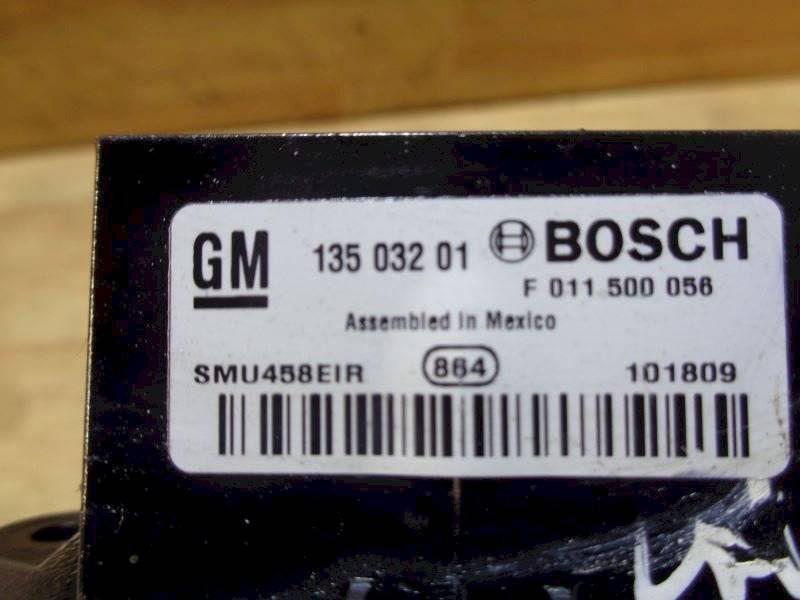 GM 135 032 01 BOSCH
F 011 500 056
Assembled in Mexico
SMU458EIR 864 101809